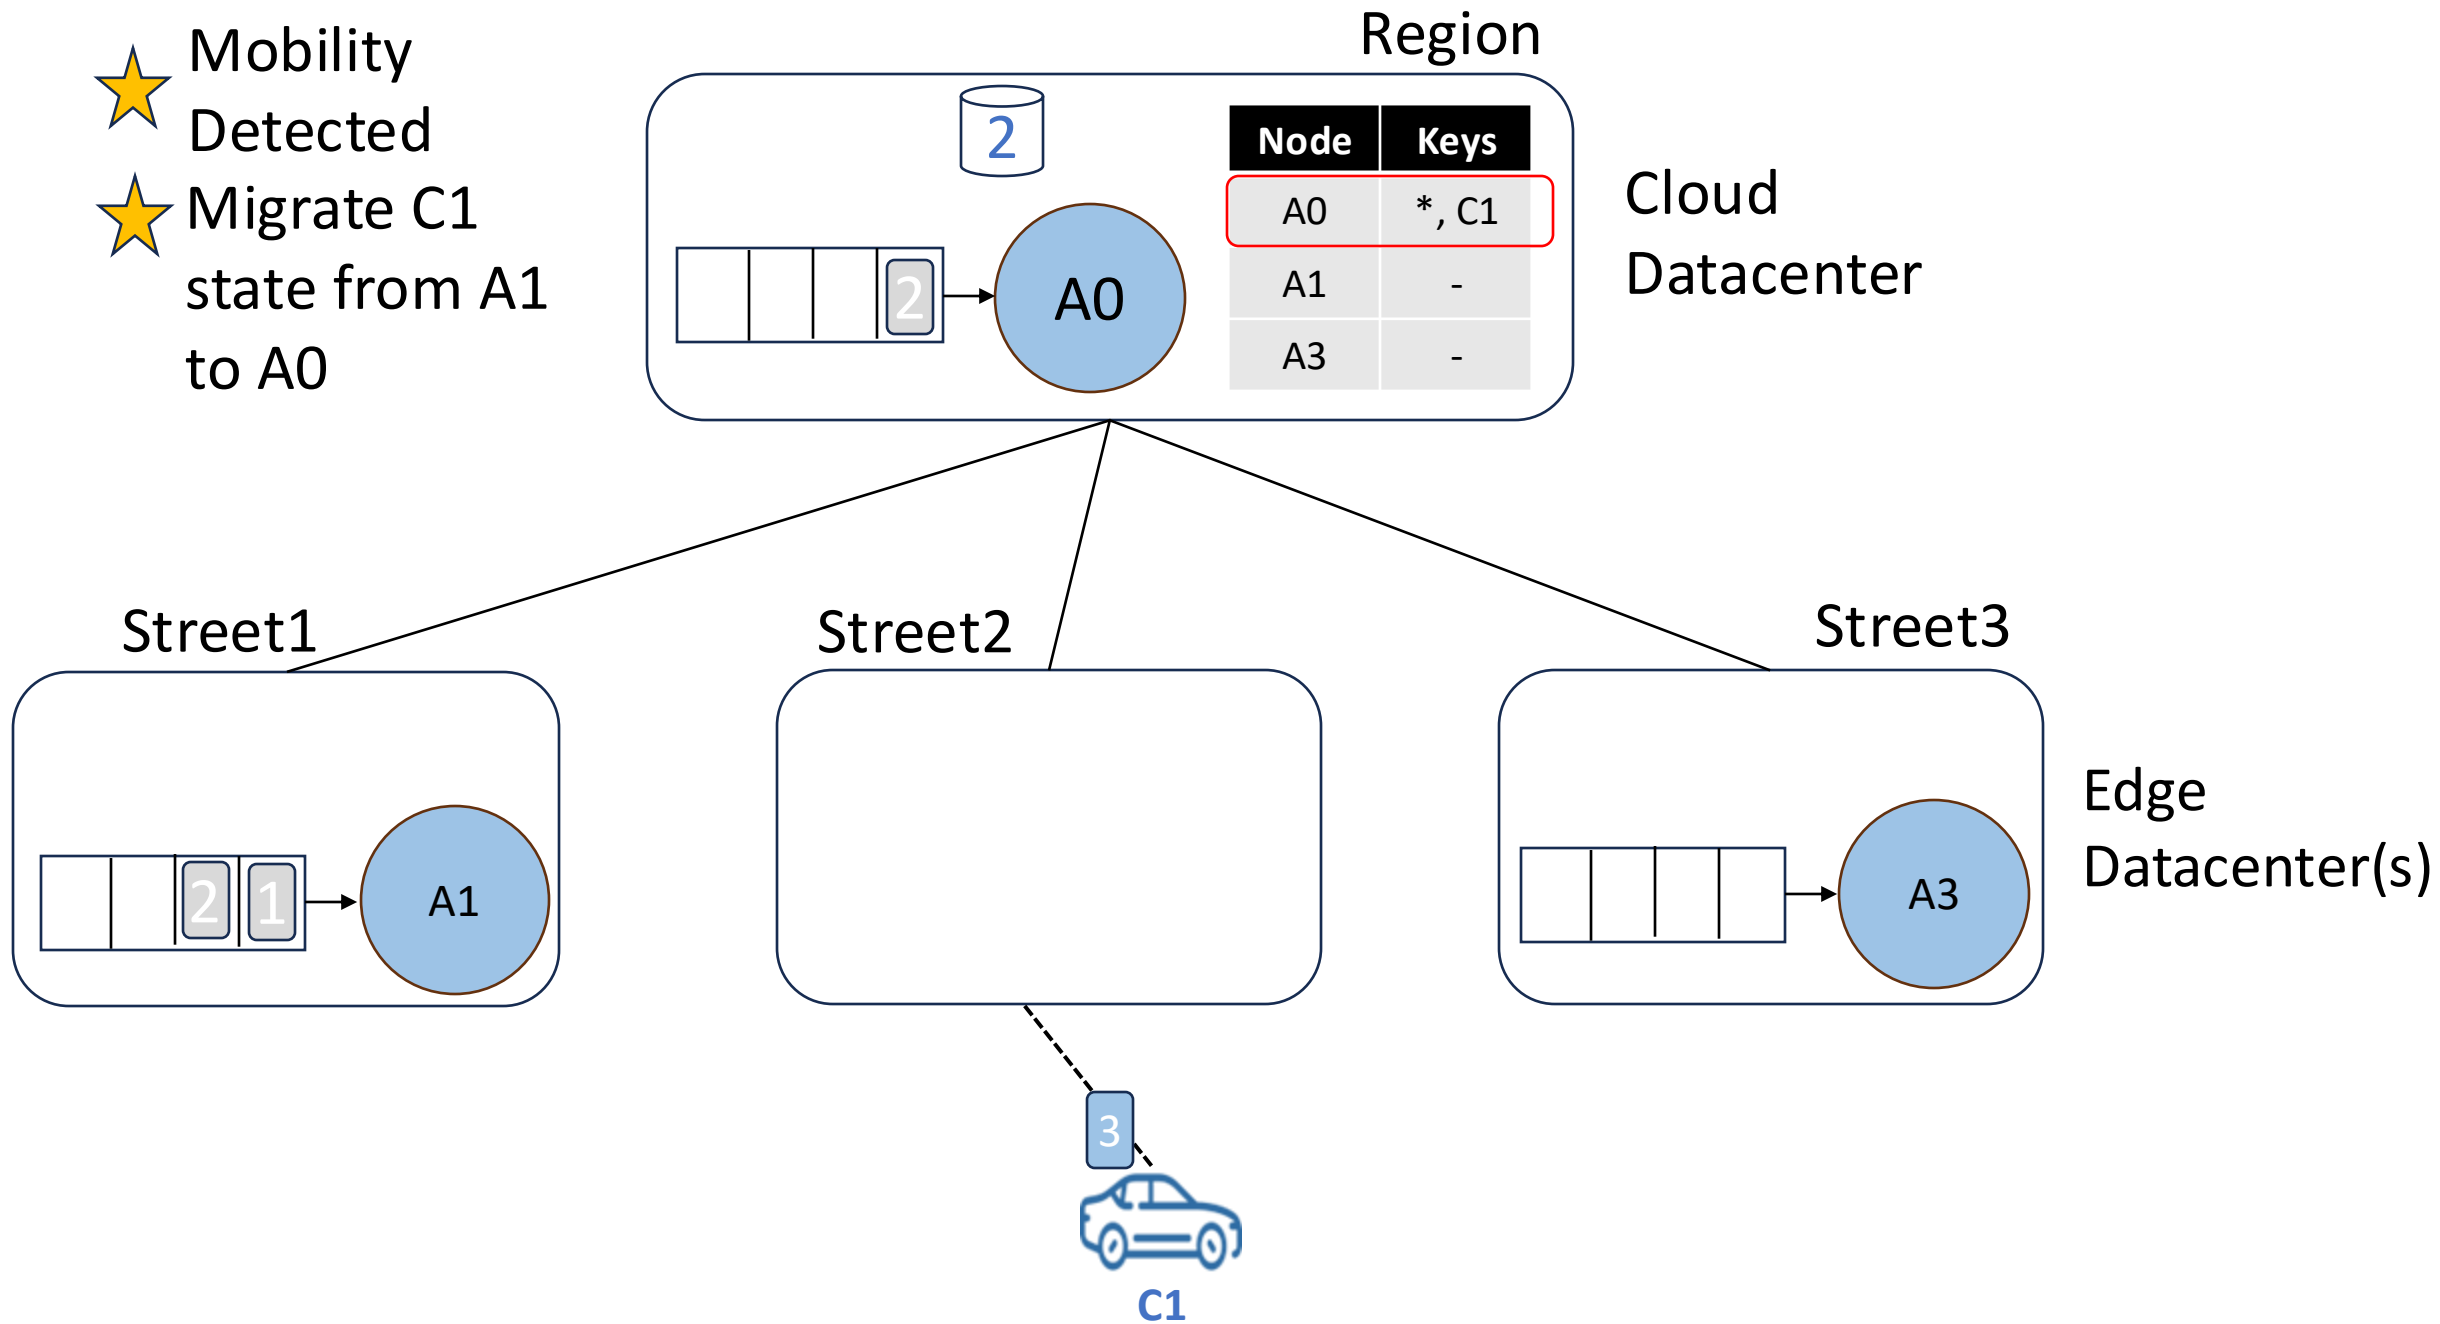 Mobility
Detected
Migrate C1
state from A1
to A0
Region
2
Node Keys
A0 *, C1
A1 -
A3 -
2
A0
Cloud
Datacenter
Street1
Street2
Street3
2 1
A1
A3
Edge
Datacenter(s)
3
C1